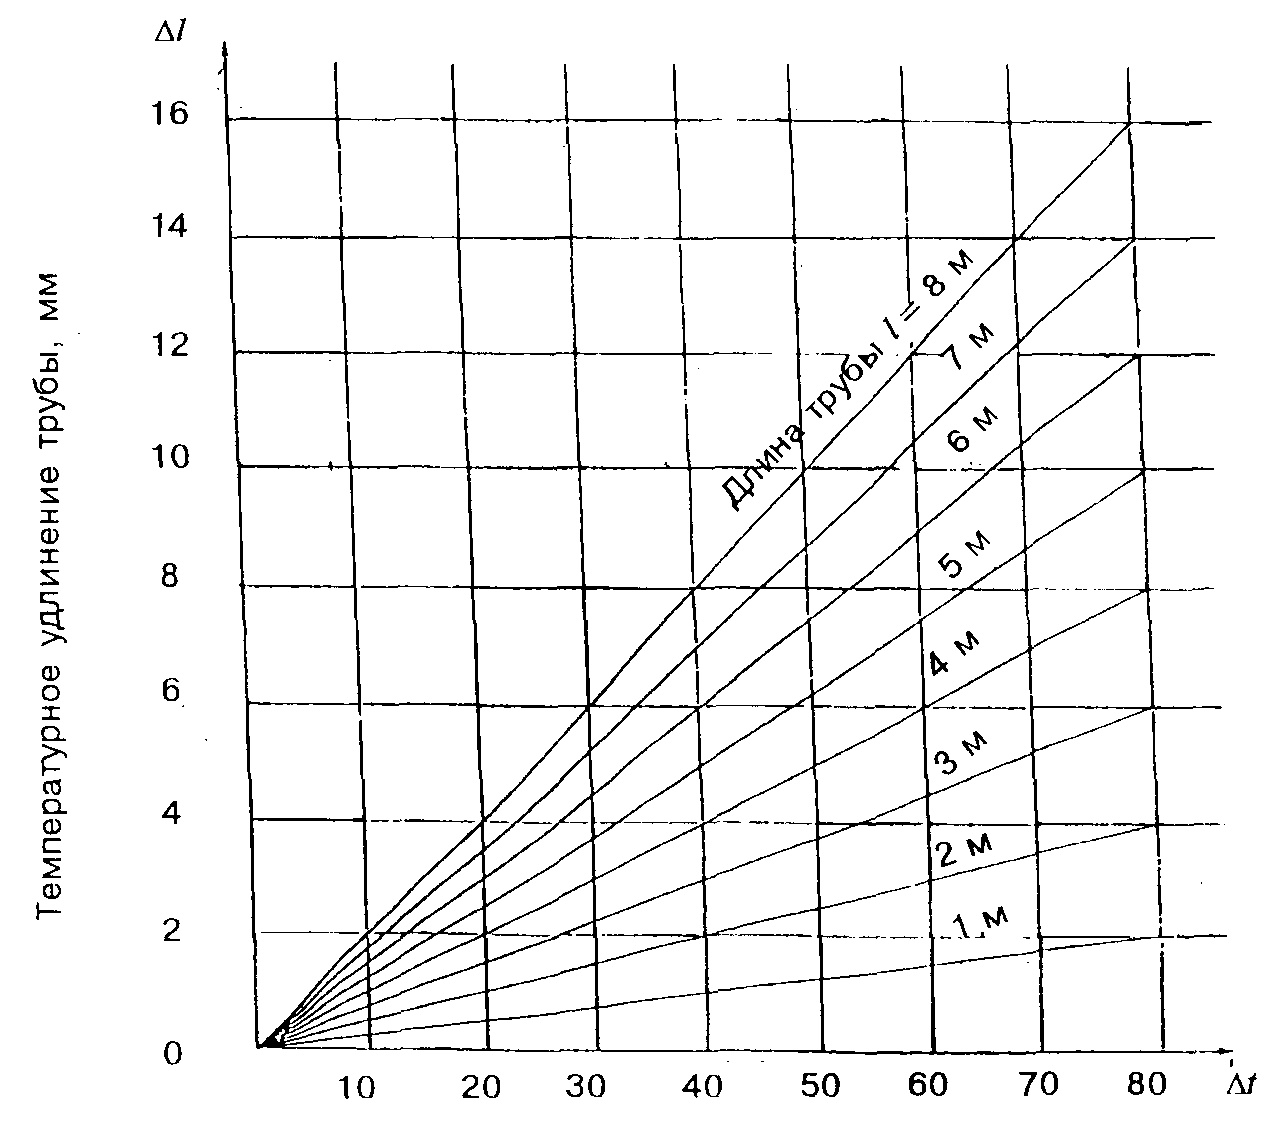 Δl
16
14
12
10
8
6
4
2
0
Температурное удлинение трубы, мм
Длина трубы l = 8 м
7 м
6 м
5 м
4 м
3 м
2 м
1 м
10 20 30 40 50 60 70 80 Δt